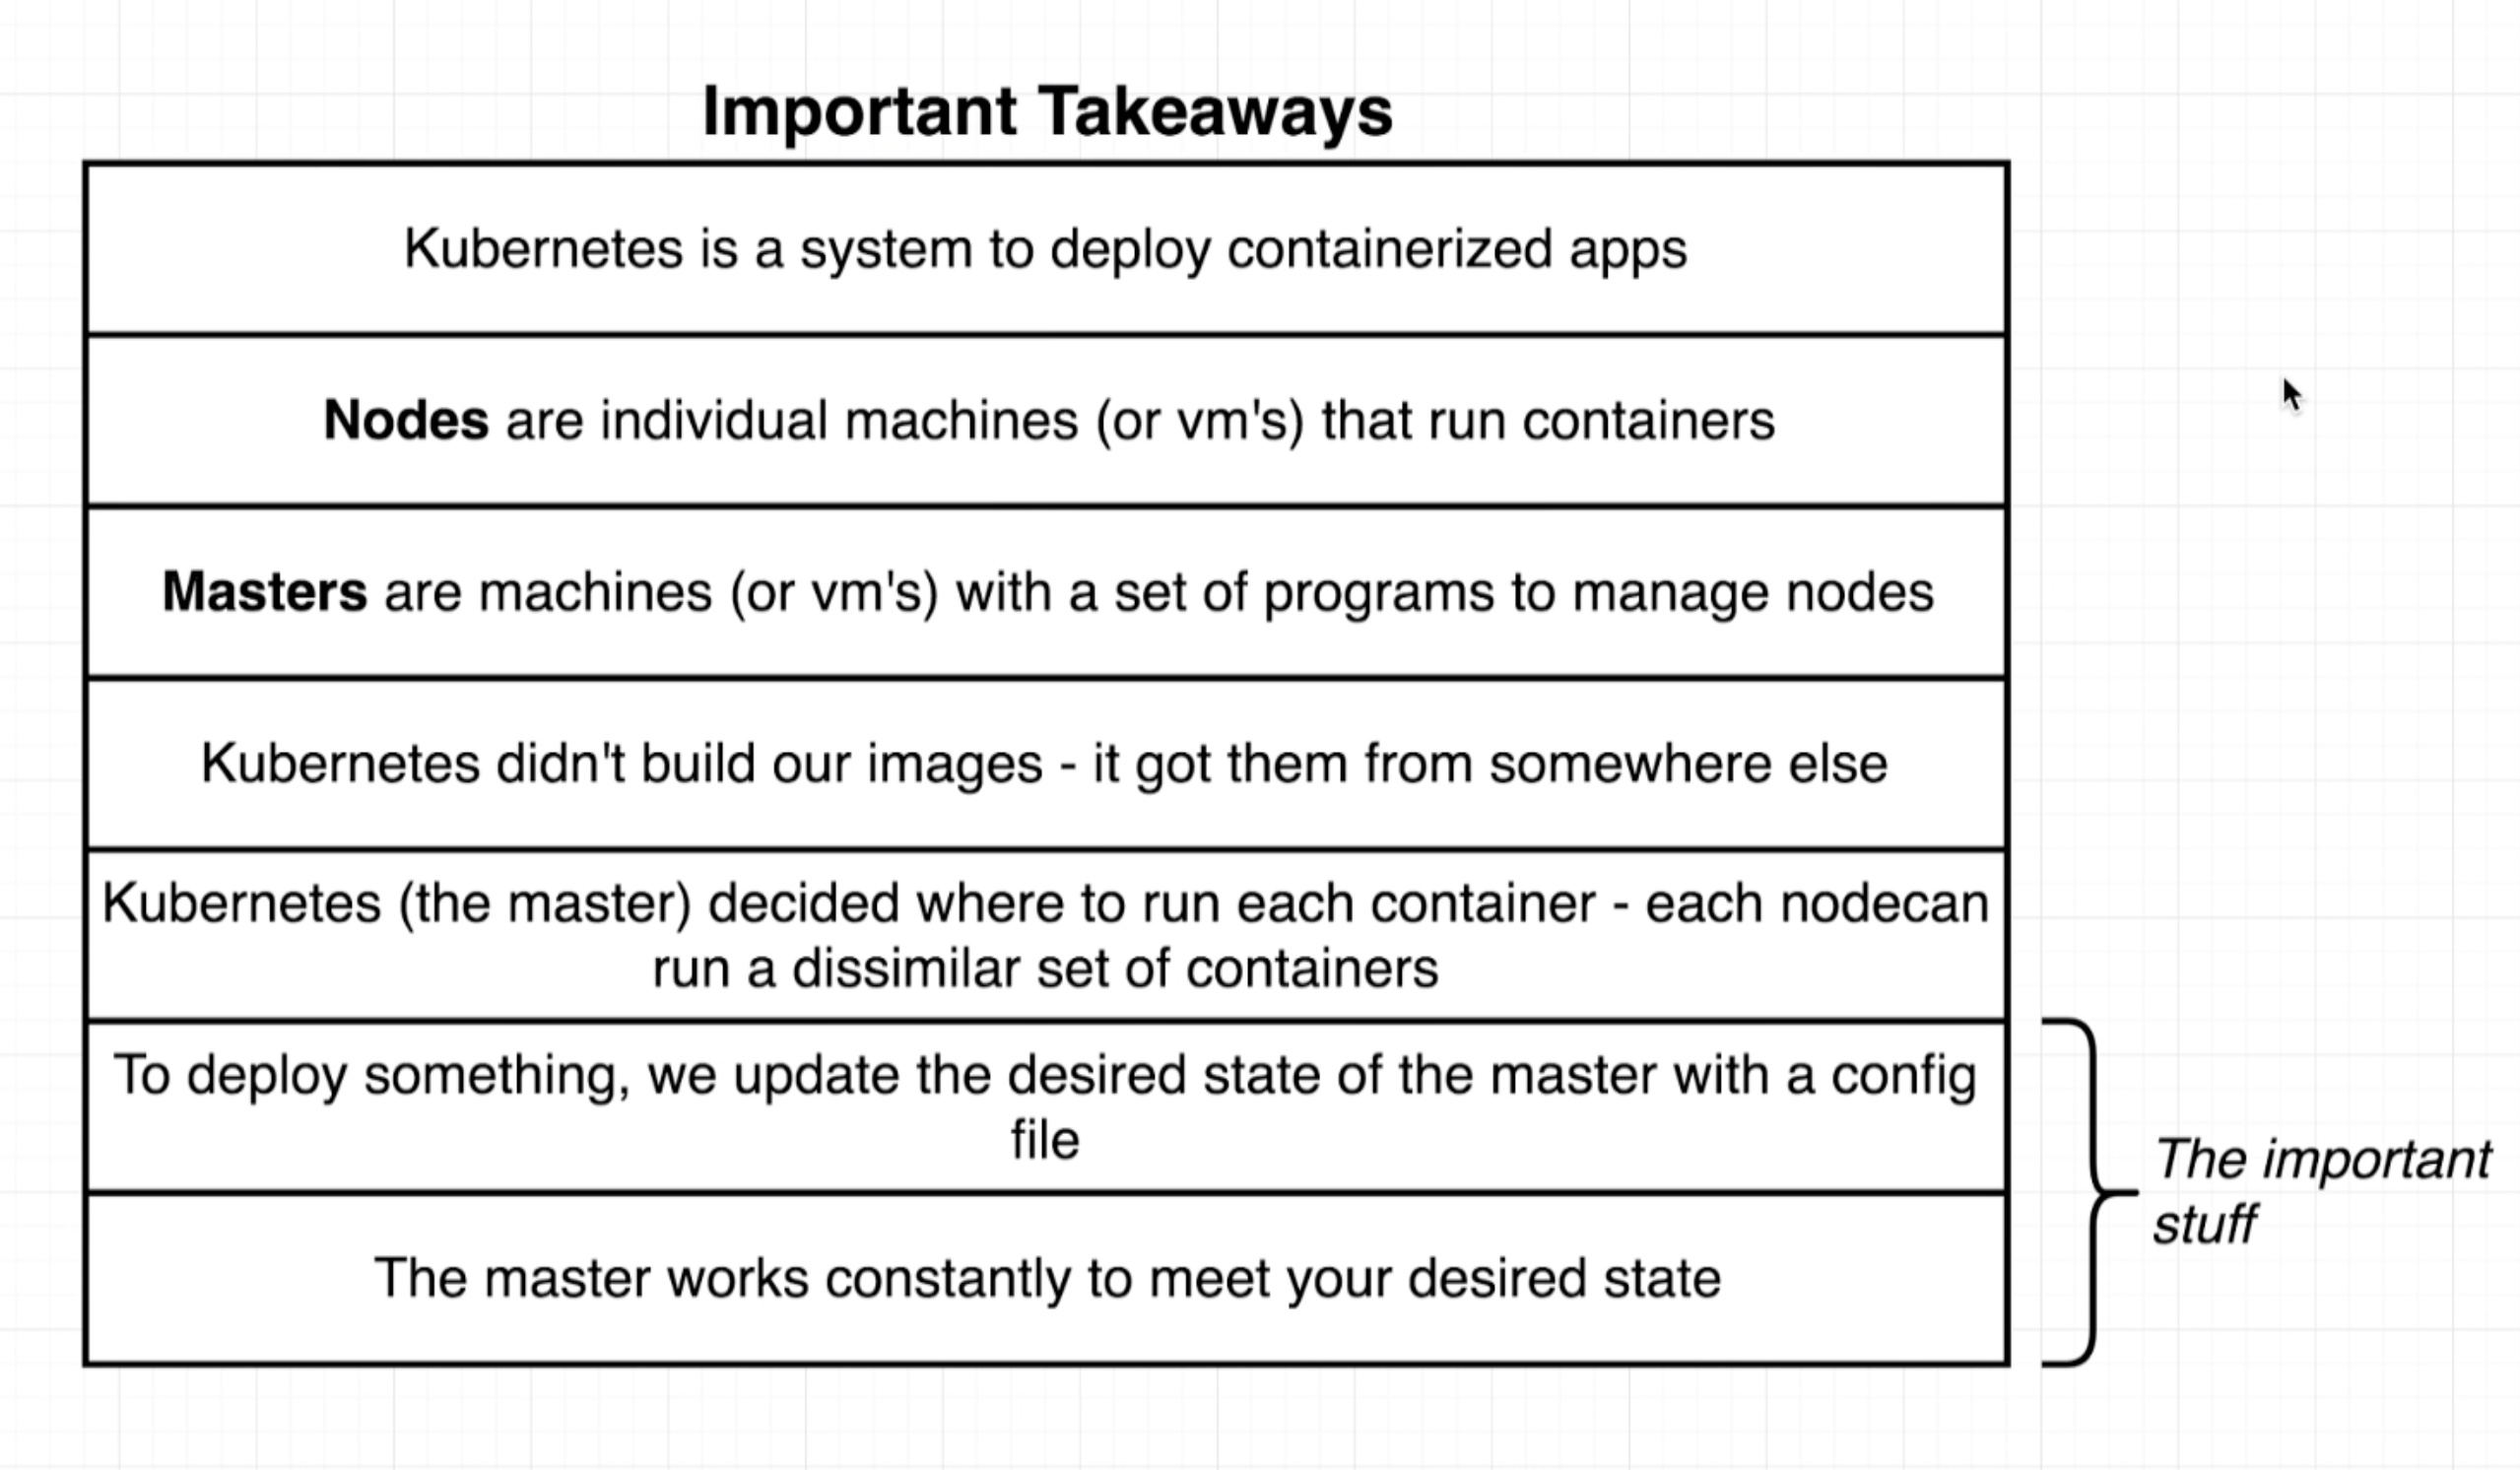 Important Takeaways
Kubernetes is a system to deploy containerized apps
Nodes are individual machines (or vm's) that run containers
Masters are machines (or vm's) with a set of programs to manage nodes
Kubernetes didn't build our images - it got them from somewhere else
Kubernetes (the master) decided where to run each container - each nodecan
run a dissimilar set of containers
To deploy something, we update the desired state of the master with a config
file
The master works constantly to meet your desired state
The important
stuff